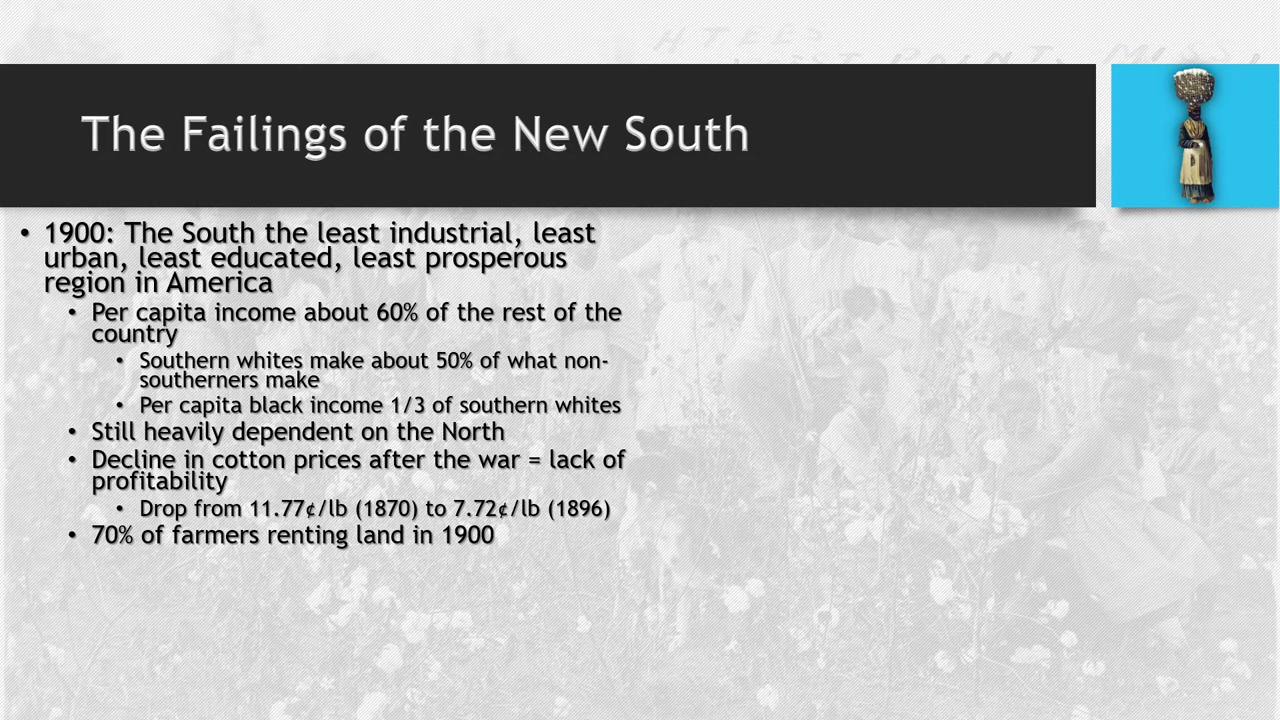 HTEES
POINT, MISS
The Failings of the New South
• 1900: The South the least industrial, least
urban, least educated, least prosperous
region in America
• Per capita income about 60% of the rest of the
country
• Southern whites make about 50% of what non-
southerners make
• Per capita black income 1/3 of southern whites
• Still heavily dependent on the North
• Decline in cotton prices after the war = lack of
profitability
• Drop from 11.77¢/lb (1870) to 7.72¢/lb (1896)
• 70% of farmers renting land in 1900